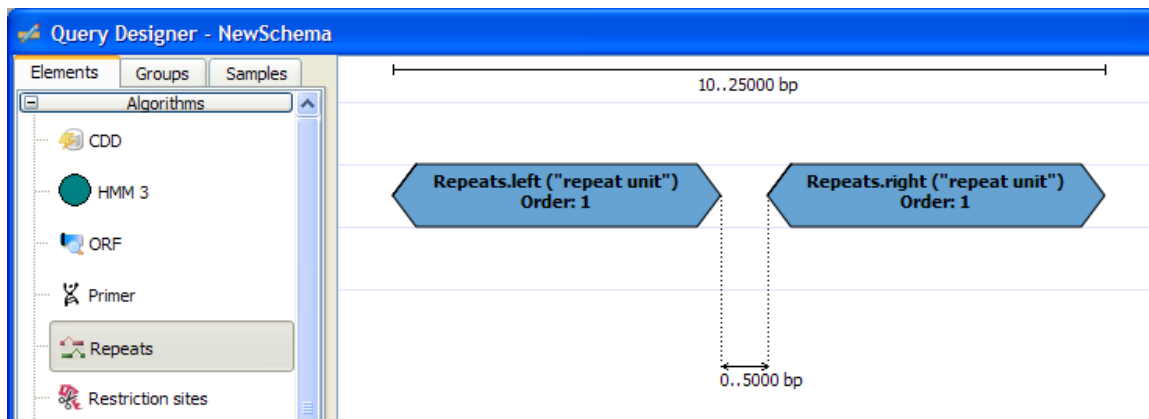 Query Designer - NewSchema
Elements Groups Samples
Algorithms
CDD
HMM 3
ORF
Primer
Repeats
Restriction sites
10..25000 bp
Repeats.left ("repeat unit")
Order: 1
Repeats.right ("repeat unit")
Order: 1
0..5000 bp